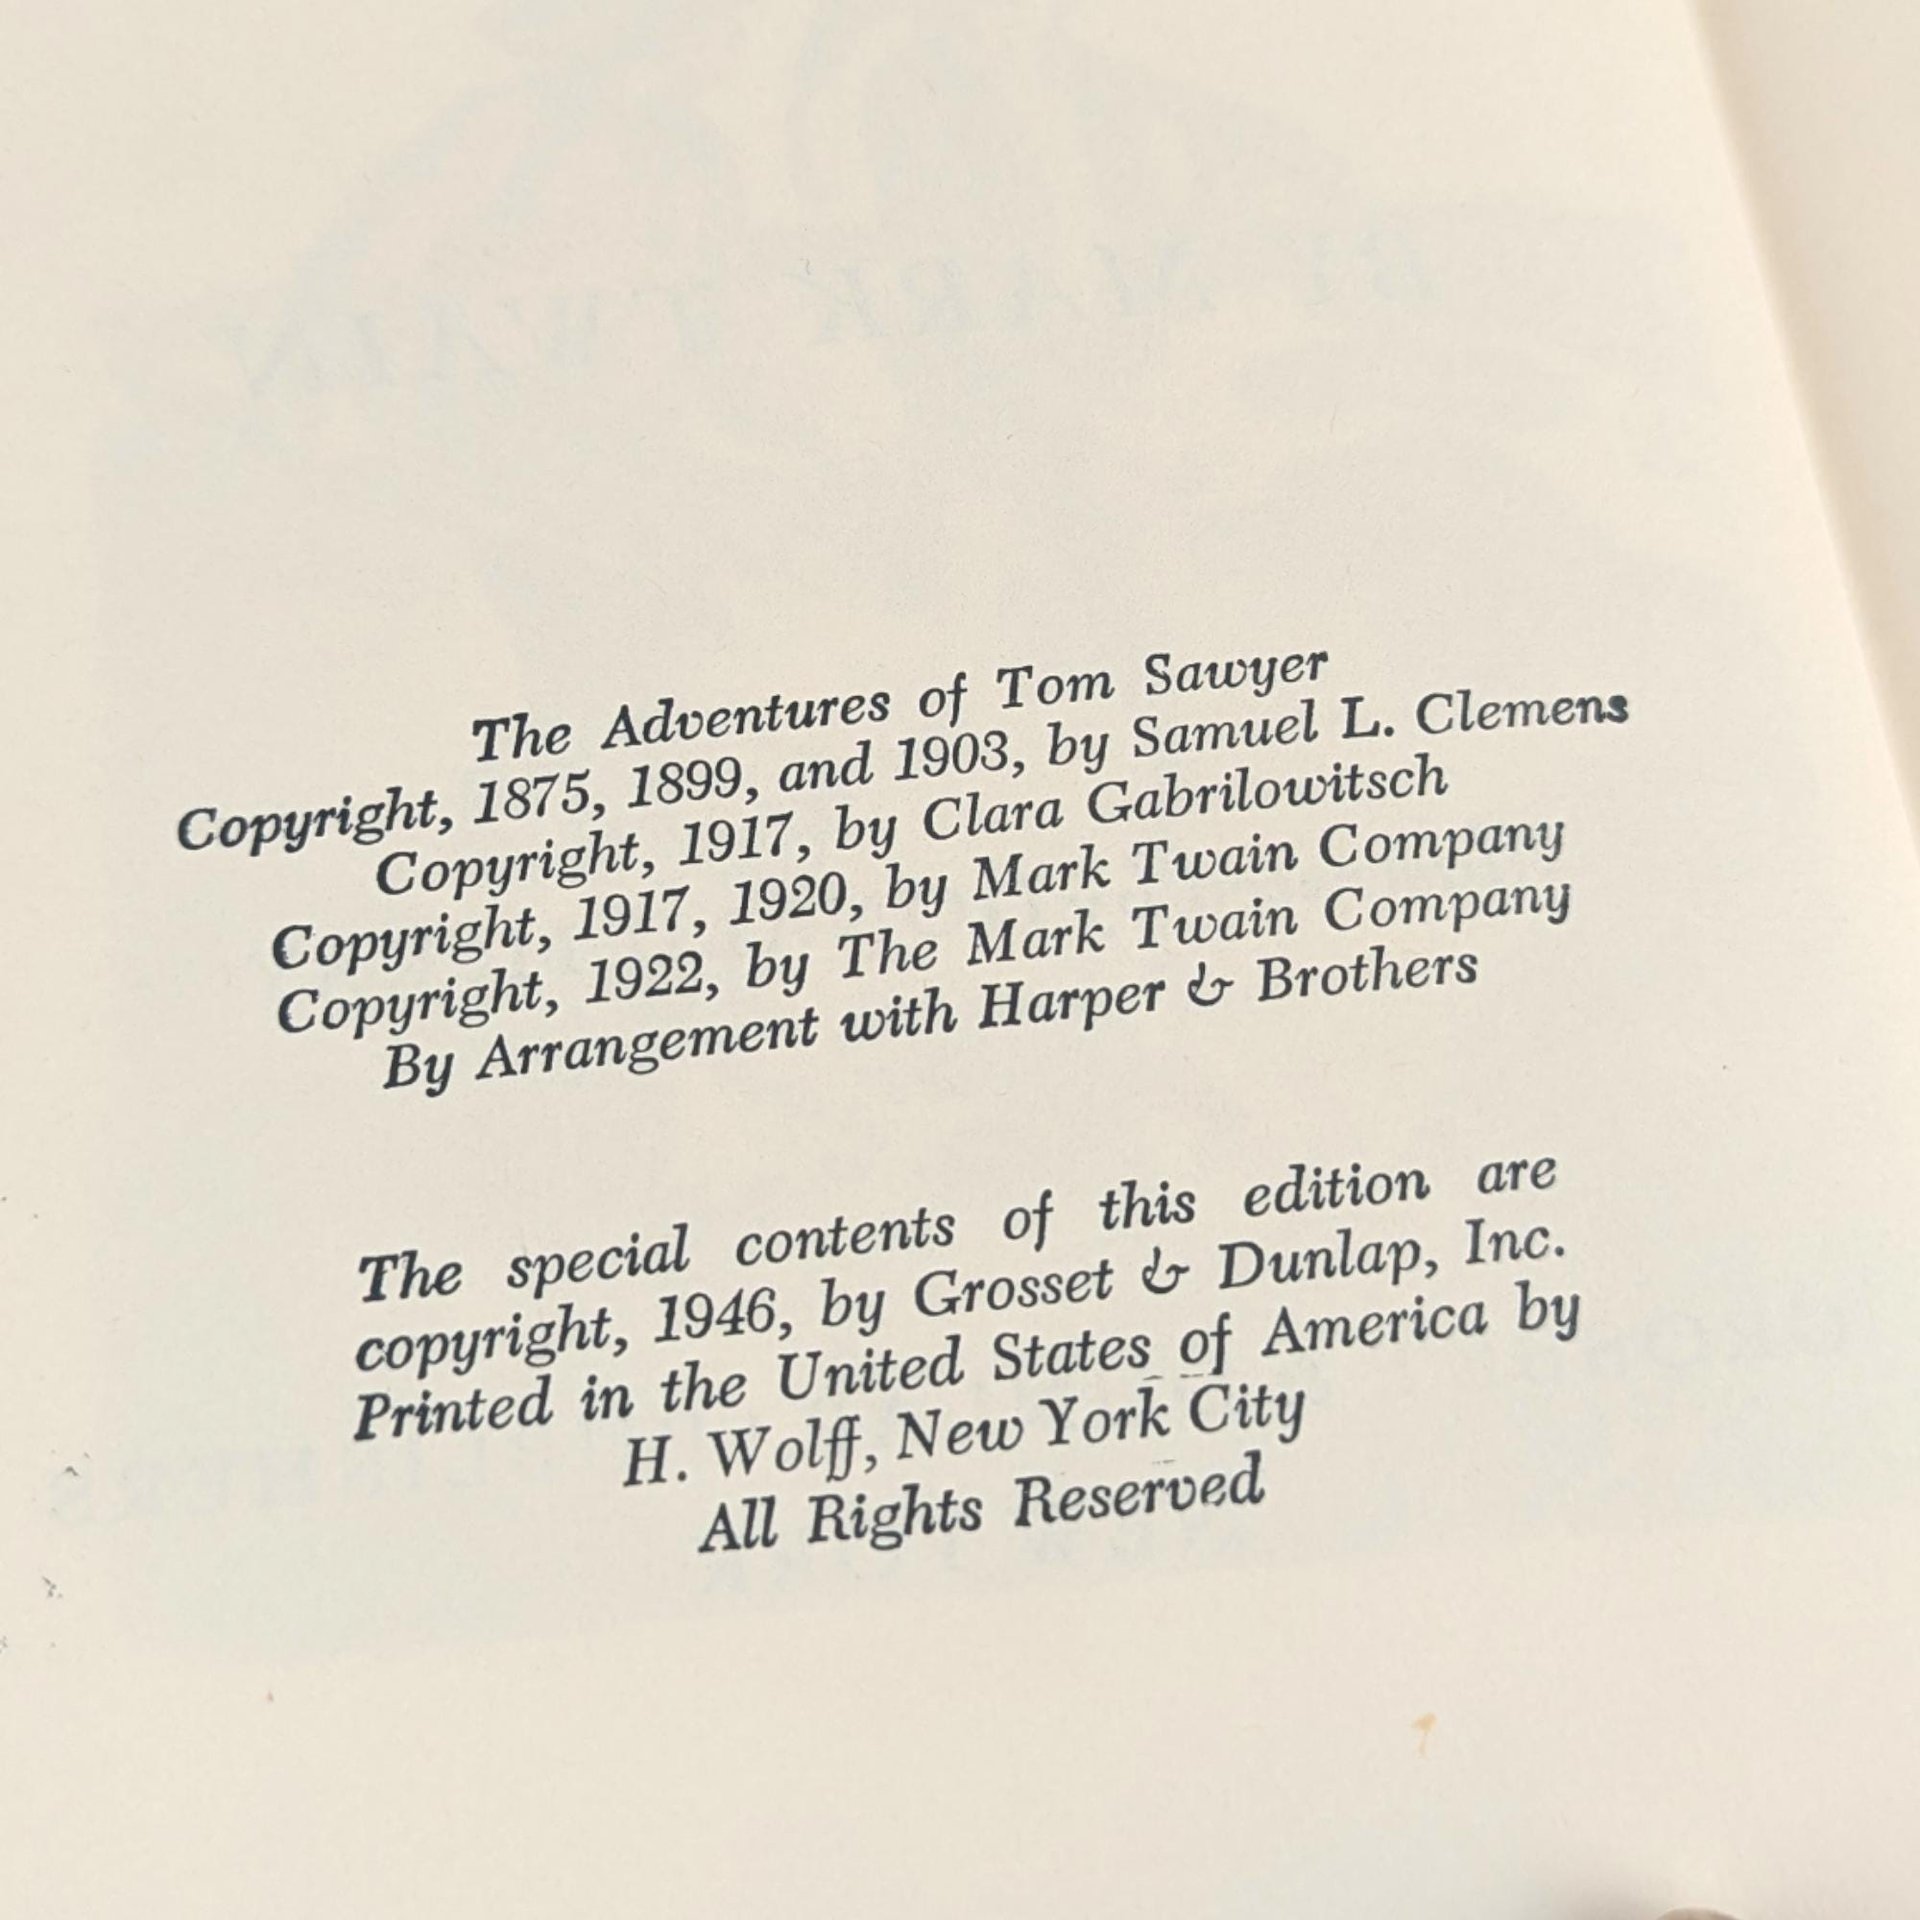 The Adventures of Tom Sawyer
Copyright, 1875, 1899, and 1903, by Samuel L. Clemens
Copyright, 1917, by Clara Gabrilowitsch
Copyright, 1917, 1920, by Mark Twain Company
Copyright, 1922, by The Mark Twain Company
By Arrangement with Harper & Brothers
The special contents of this edition are
copyright, 1946, by Grosset & Dunlap, Inc.
Printed in the United States of America by
H. Wolff, New York City
All Rights Reserved